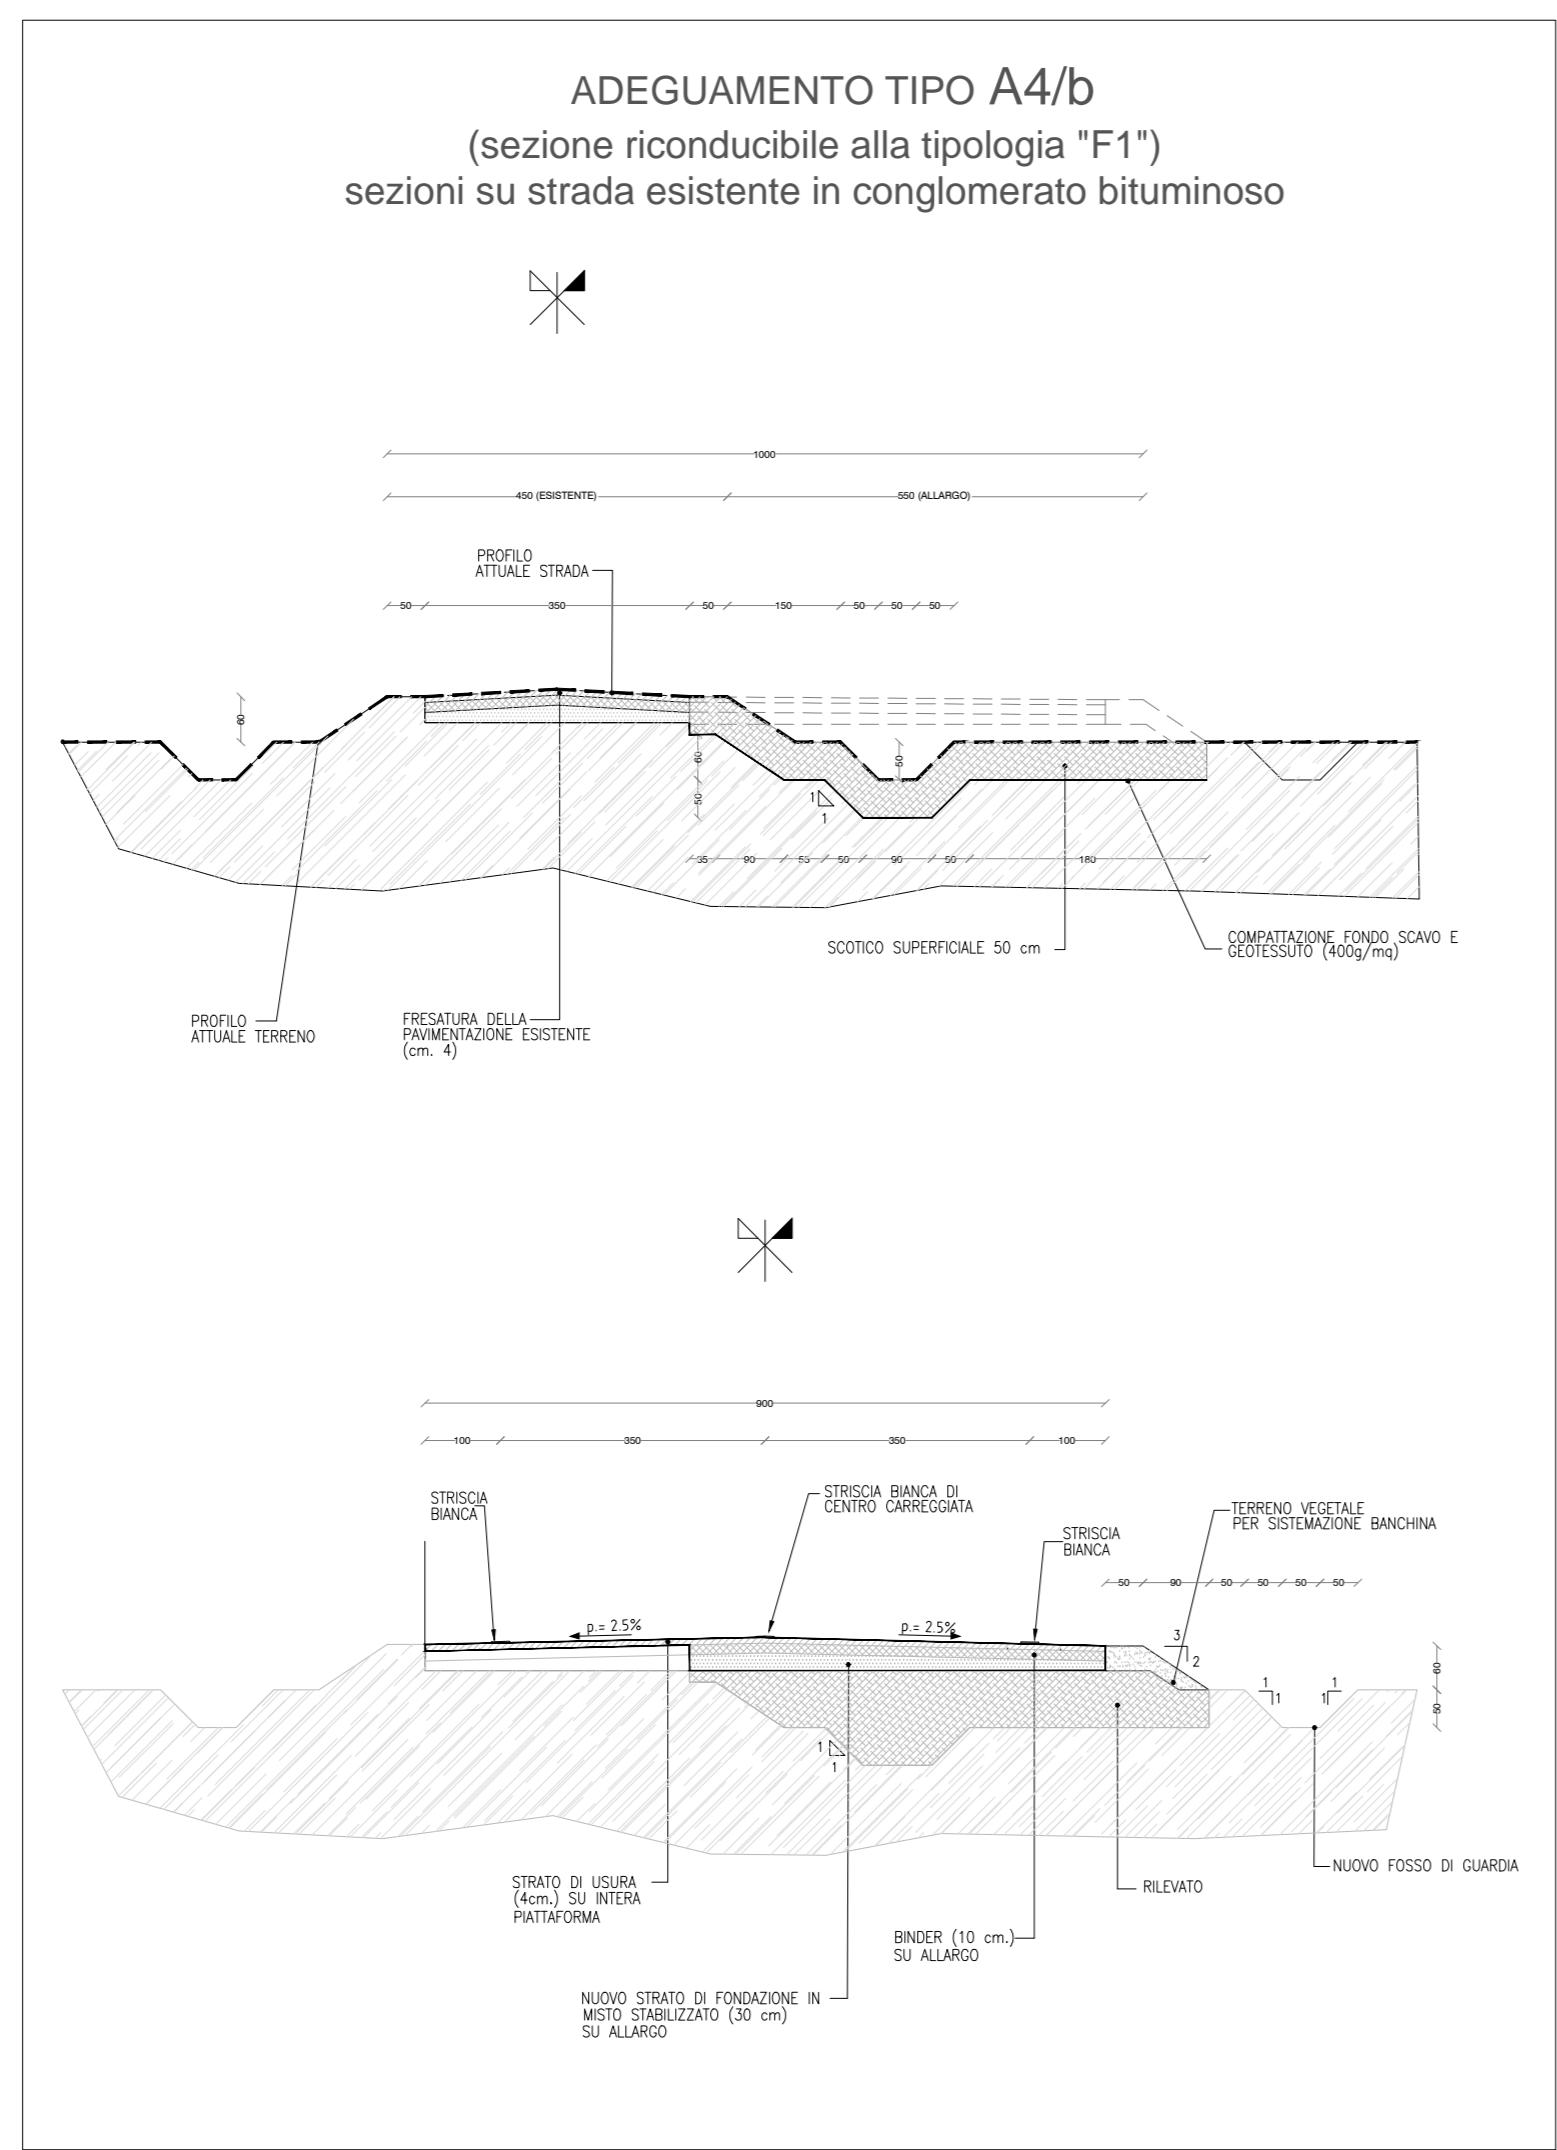 ADEGUAMENTO TIPO A4/b
(sezione riconducibile alla tipologia "F1")
sezioni su strada esistente in conglomerato bituminoso
1000
450 (ESISTENTE)
550 (ALLARGO)
PROFILO
ATTUALE STRADA
50
350
50
150
50
50
50
60
60
50
50
1
1
35
90
55
50
90
50
180
SCOTICO SUPERFICIALE 50 cm
COMPATTAZIONE FONDO SCAVO E
GEOTESSUTO (400g/mq)
PROFILO
ATTUALE TERRENO
FRESATURA DELLA
PAVIMENTAZIONE ESISTENTE
(cm. 4)
900
100
350
350
100
STRISCIA
BIANCA
STRISCIA BIANCA DI
CENTRO CARREGGIATA
STRISCIA
BIANCA
TERRENO VEGETALE
PER SISTEMAZIONE BANCHINA
50
90
50
50
50
50
p.= 2.5%
p.= 2.5%
3
2
1
1
1
1
60
50
1
1
STRATO DI USURA
(4cm.) SU INTERA
PIATTAFORMA
BINDER (10 cm.)
SU ALLARGO
RILEVATO
NUOVO FOSSO DI GUARDIA
NUOVO STRATO DI FONDAZIONE IN
MISTO STABILIZZATO (30 cm)
SU ALLARGO